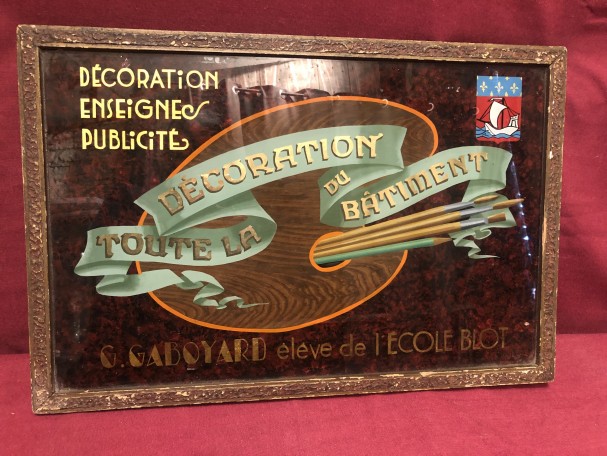 DÉCORATION
ENSEIGNES
PUBLICITÉ
TOUTE LA DÉCORATION
DU BÂTIMENT
G. GABOYARD élève de l'ECOLE BLOT